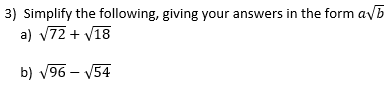 3) Simplify the following, giving your answers in the form a√b
a) √72 + √18
b) √96 − √54